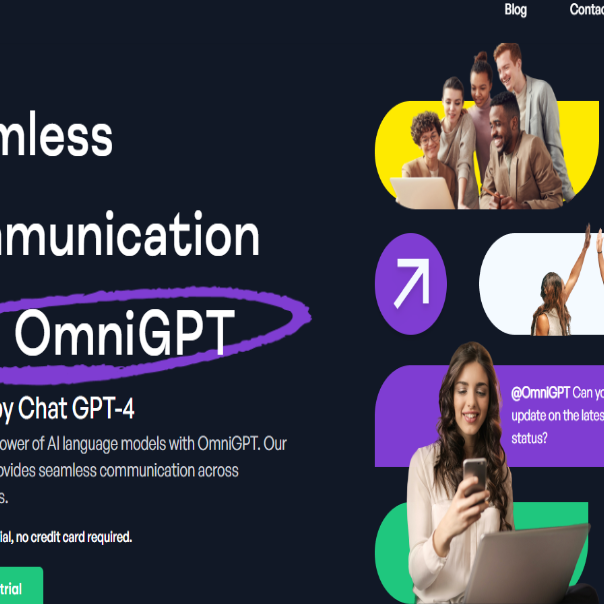 Blog
Contac
mless
munication
OmniGPT
by Chat GPT-4
ower of AI language models with OmniGPT. Our
ovides seamless communication across
s.
ial, no credit card required.
trial
@OmniGPT Can yo
update on the lates
status?